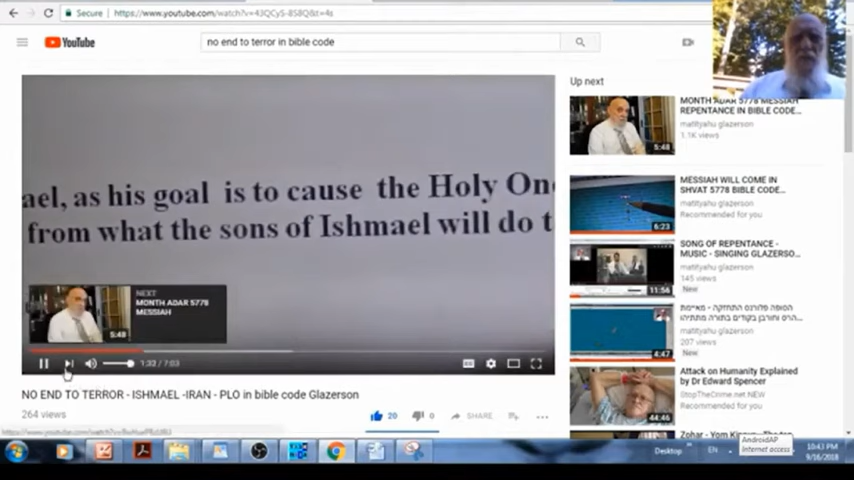 Secure
https://www.youtube.com/watch?v=43QCyS-8S8Q&t=4s
YouTube
no end to terror in bible code
Up next
ael, as his goal is to cause the Holy On
from what the sons of Ishmael will do t
NEXT
MONTH ADAR 5778
MESSIAH
5:48
1:33 / 7:03
NO END TO TERROR - ISHMAEL -IRAN - PLO in bible code Glazerson
264 views
20
0
SHARE
MONTH ADAR 5778 MESSIAH
REPENTANCE IN BIBLE COD...
matityahu glazerson
1.1K views
5:48
MESSIAH WILL COME IN
SHVAT 5778 BIBLE CODE...
matityahu glazerson
Recommended for you
6:23
SONG OF REPENTANCE -
MUSIC - SINGING GLAZERSO...
matityahu glazerson
145 views
New
11:56
matityahu glazerson
207 views
New
4:47
Attack on Humanity Explained
by Dr Edward Spencer
StopTheCrime.net NEW
Recommended for you
44:46
AndroidAP
Internet access
Desktop
EN
10:43 PM
9/16/2018